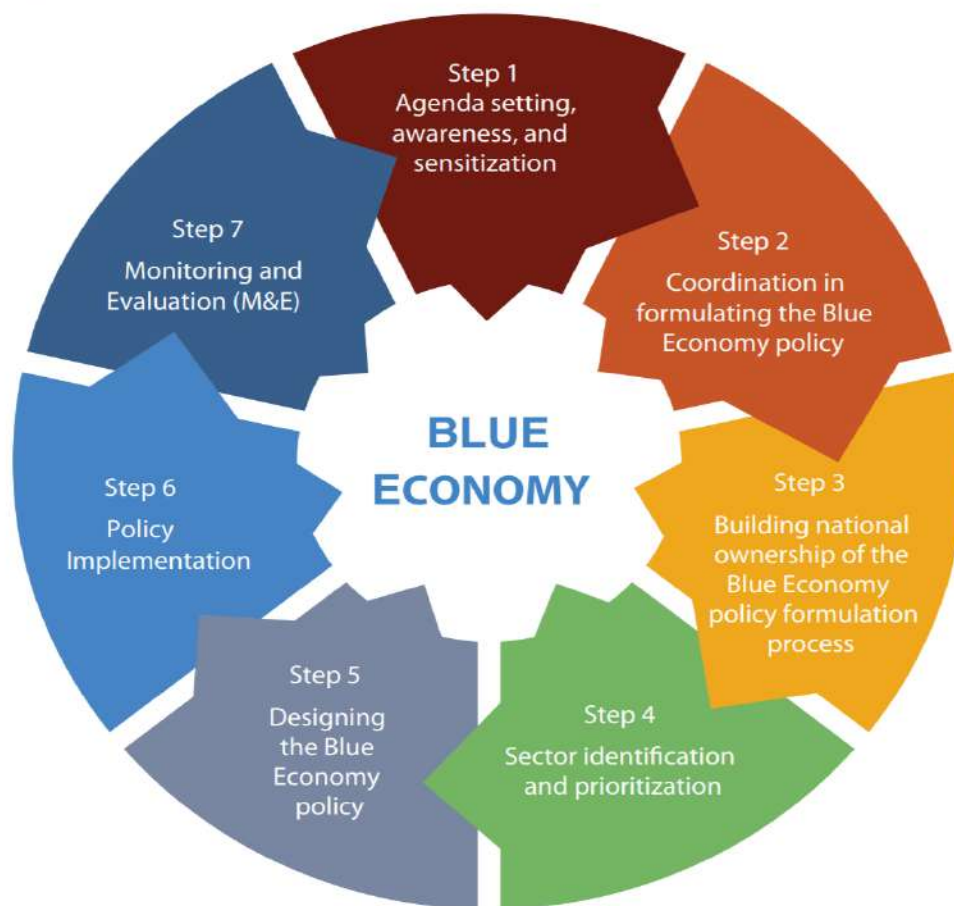 Step 1
Agenda setting,
awareness, and
sensitization
Step 2
Coordination in
formulating the Blue
Economy policy
Step 3
Building national
ownership of the
Blue Economy
policy formulation
process
Step 4
Sector identification
and prioritization
Step 5
Designing
the Blue
Economy
policy
Step 6
Policy
Implementation
Step 7
Monitoring and
Evaluation (M&E)
BLUE
ECONOMY